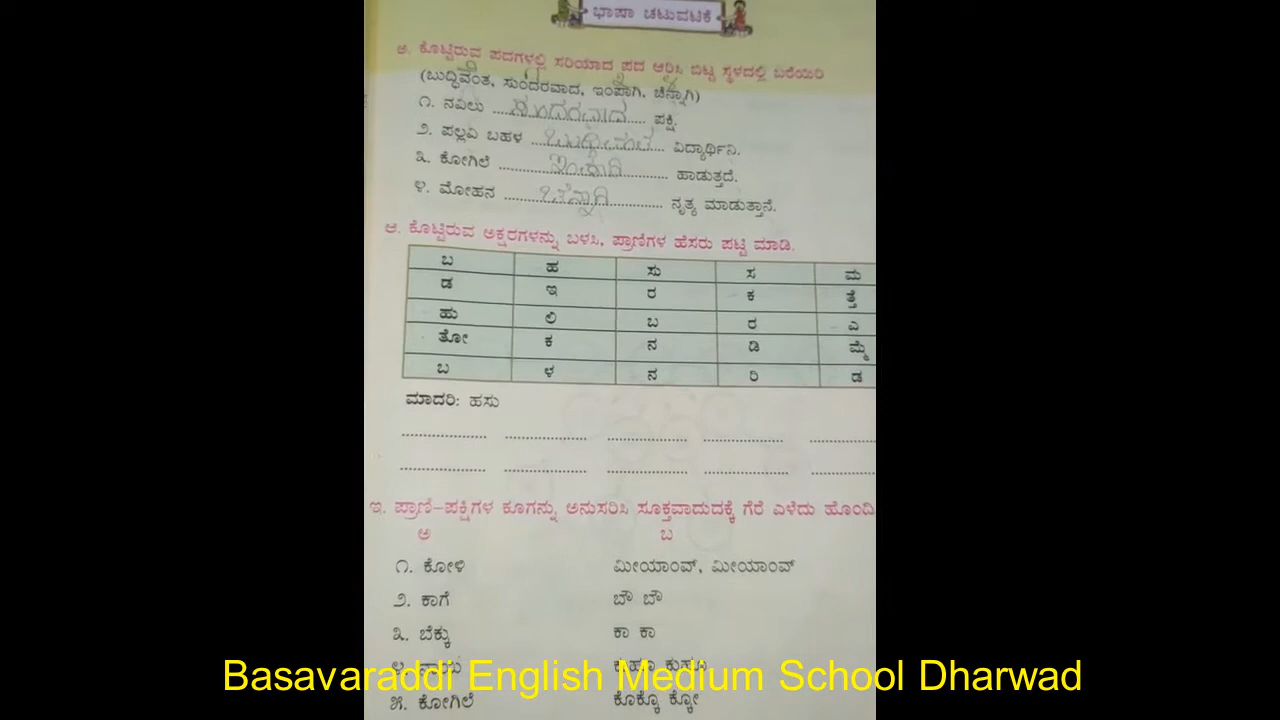 ಭಾಷಾ ಚಟುವಟಿಕೆ
ಅ. ಕೊಟ್ಟಿರುವ ಪದಗಳಲ್ಲಿ ಸರಿಯಾದ ಪದ ಆರಿಸಿ ಬಿಟ್ಟ ಸ್ಥಳದಲ್ಲಿ ಬರೆಯಿರಿ
(ಬುದ್ಧಿವಂತ, ಸುಂದರವಾದ, ಇಂಪಾಗಿ, ಚೆನ್ನಾಗಿ)
೧. ನವಿಲು ಸುಂದರವಾದ ಪಕ್ಷಿ.
೨. ಪಲ್ಲವಿ ಬಹಳ ಬುದ್ಧಿವಂತ ವಿದ್ಯಾರ್ಥಿನಿ.
೩. ಕೋಗಿಲೆ ಇಂಪಾಗಿ ಹಾಡುತ್ತದೆ.
೪. ಮೋಹನ ಚೆನ್ನಾಗಿ ನೃತ್ಯ ಮಾಡುತ್ತಾನೆ.
ಆ. ಕೊಟ್ಟಿರುವ ಅಕ್ಷರಗಳನ್ನು ಬಳಸಿ, ಪ್ರಾಣಿಗಳ ಹೆಸರು ಪಟ್ಟಿ ಮಾಡಿ.
ಬ ಹ ಸು ಸ ಮ
ಡ ಇ ರ ಕ ತ್ತೆ
ಹು ಲಿ ಬ ರ ಎ
ತೋ ಕ ನ ಡಿ ಮ್ಮೆ
ಬ ಳ ನ ರಿ ಡ
ಮಾದರಿ: ಹಸು
ಇ. ಪ್ರಾಣಿ-ಪಕ್ಷಿಗಳ ಕೂಗನ್ನು ಅನುಸರಿಸಿ ಸೂಕ್ತವಾದುದಕ್ಕೆ ಗೆರೆ ಎಳೆದು ಹೊಂದಿ
ಅ ಬ
೧. ಕೋಳಿ ಮೀಯಾಂವ್, ಮೀಯಾಂವ್
೨. ಕಾಗೆ ಬೌ ಬೌ
೩. ಬೆಕ್ಕು ಕಾ ಕಾ
೪. ನಾಯಿ
೫. ಕೋಗಿಲೆ ಕೊಕ್ಕೊ ಕ್ಕೋ
Basavaraddi English Medium School Dharwad